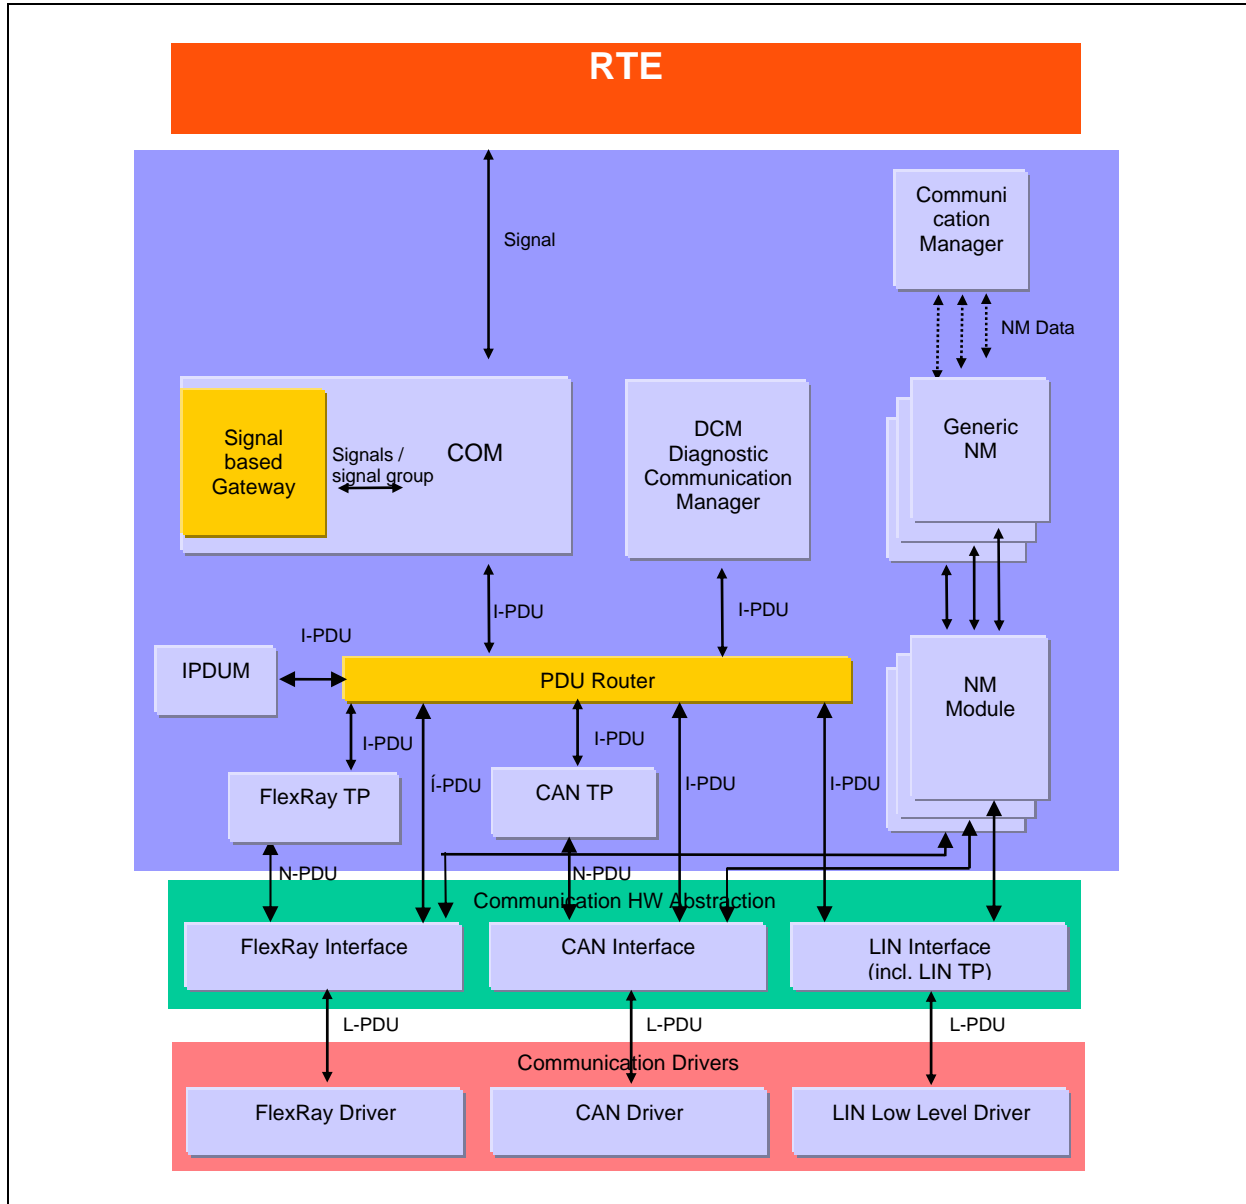 RTE
Communi
cation
Manager
Signal
NM Data
Signal
based
Gateway
Signals /
signal group
COM
DCM
Diagnostic
Communication
Manager
Generic
NM
I-PDU
I-PDU
I-PDU
IPDUM
PDU Router
NM
Module
I-PDU
I-PDU
Í-PDU
I-PDU
I-PDU
FlexRay TP
CAN TP
N-PDU
N-PDU
Communication HW Abstraction
FlexRay Interface
CAN Interface
LIN Interface
(incl. LIN TP)
L-PDU
L-PDU
L-PDU
Communication Drivers
FlexRay Driver
CAN Driver
LIN Low Level Driver